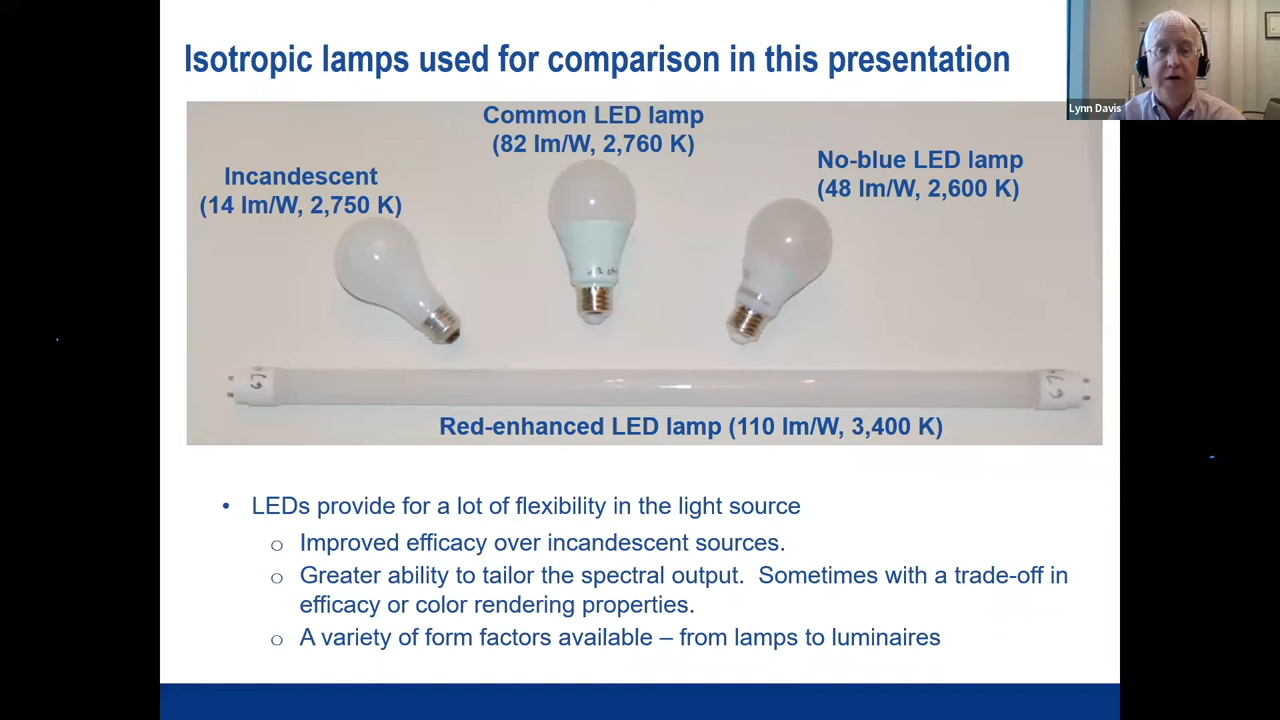 Isotropic lamps used for comparison in this presentation
Lynn Davis
Common LED lamp
(82 lm/W, 2,760 K)
No-blue LED lamp
(48 lm/W, 2,600 K)
Incandescent
(14 lm/W, 2,750 K)
Red-enhanced LED lamp (110 lm/W, 3,400 K)
• LEDs provide for a lot of flexibility in the light source
o Improved efficacy over incandescent sources.
o Greater ability to tailor the spectral output.  Sometimes with a trade-off in
efficacy or color rendering properties.
o A variety of form factors available – from lamps to luminaires